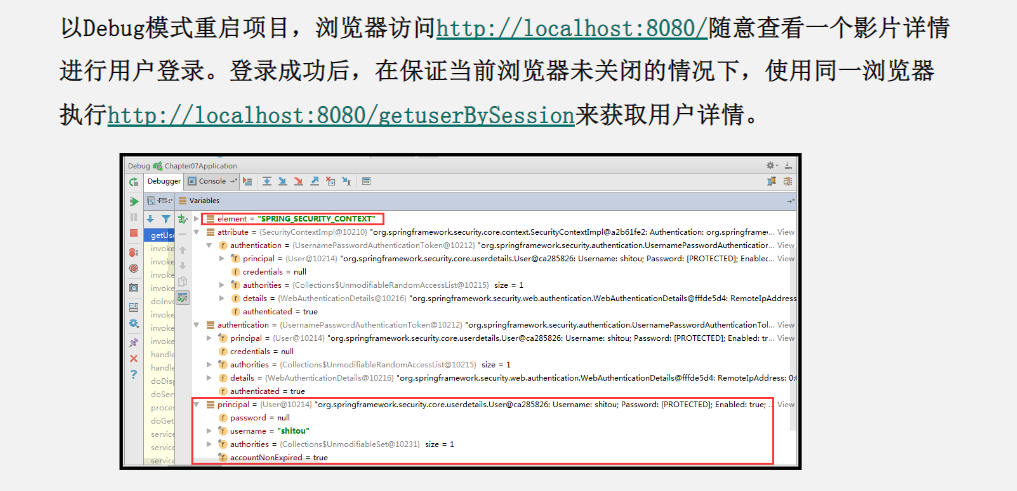 以Debug模式重启项目，浏览器访问http://localhost:8080/随意查看一个影片详情
进行用户登录。登录成功后，在保证当前浏览器未关闭的情况下，使用同一浏览器
执行http://localhost:8080/getuserBySession来获取用户详情。
Debug Chapter07Application
Debugger Console
Variables
element = "SPRING_SECURITY_CONTEXT"
getUse attribute = {SecurityContextImpl@10210} "org.springframework.security.core.context.SecurityContextImpl@a2b61fe2: Authentication: org.springfram... View
invoke authentication = {UsernamePasswordAuthenticationToken@10212} "org.springframework.security.authentication.UsernamePasswordAuthentication... View
invoke principal = {User@10214} "org.springframework.security.core.userdetails.User@ca285826: Username: shitou; Password: [PROTECTED]; Enabled:... View
invoke credentials = null
invoke authorities = {Collections$UnmodifiableRandomAccessList@10215} size = 1
doInvo details = {WebAuthenticationDetails@10216} "org.springframework.security.web.authentication.WebAuthenticationDetails@fffde5d4: RemoteIpAddress
invoke authenticated = true
invoke authentication = {UsernamePasswordAuthenticationToken@10212} "org.springframework.security.authentication.UsernamePasswordAuthenticationTol... View
invoke principal = {User@10214} "org.springframework.security.core.userdetails.User@ca285826: Username: shitou; Password: [PROTECTED]; Enabled: tr... View
handle credentials = null
handle authorities = {Collections$UnmodifiableRandomAccessList@10215} size = 1
doDisp details = {WebAuthenticationDetails@10216} "org.springframework.security.web.authentication.WebAuthenticationDetails@fffde5d4: RemoteIpAddress: 0:
doServ authenticated = true
proces principal = {User@10214} "org.springframework.security.core.userdetails.User@ca285826: Username: shitou; Password: [PROTECTED]; Enabled: true; ... View
doGet password = null
service username = "shitou"
service authorities = {Collections$UnmodifiableSet@10231} size = 1
service accountNonExpired = true